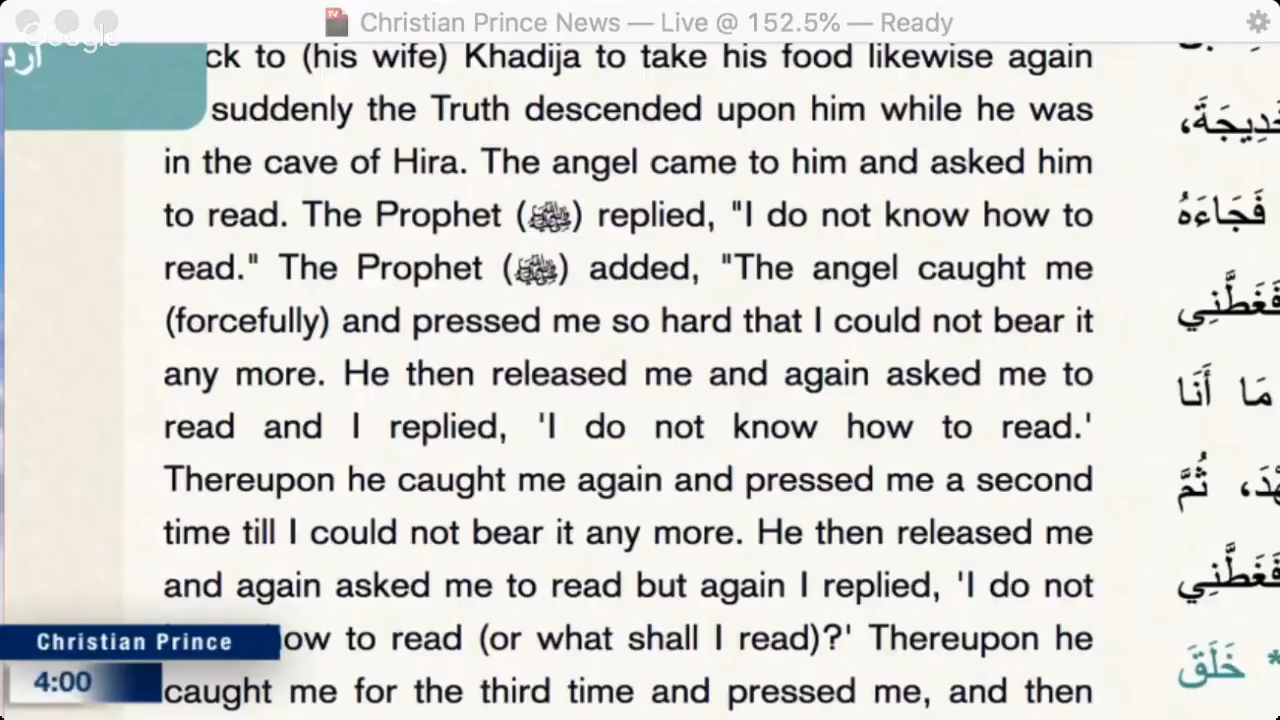 Christian Prince News — Live @ 152.5% — Ready
Google
ck to (his wife) Khadija to take his food likewise again
suddenly the Truth descended upon him while he was
in the cave of Hira. The angel came to him and asked him
to read. The Prophet (ﷺ) replied, "I do not know how to
read." The Prophet (ﷺ) added, "The angel caught me
(forcefully) and pressed me so hard that I could not bear it
any more. He then released me and again asked me to
read and I replied, 'I do not know how to read.'
Thereupon he caught me again and pressed me a second
time till I could not bear it any more. He then released me
and again asked me to read but again I replied, 'I do not
ow to read (or what shall I read)?' Thereupon he
caught me for the third time and pressed me, and then
فَجَاءَهُ
مَا أَنَا
ثُمَّ
* خَلَقَ
Christian Prince
4:00